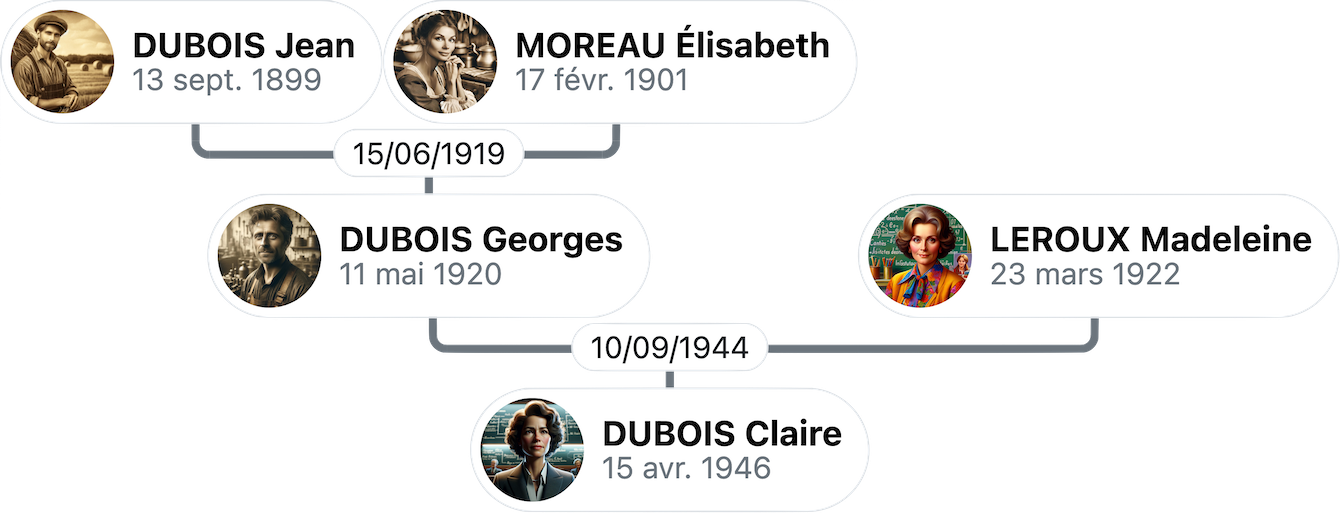 DUBOIS Jean
13 sept. 1899
MOREAU Élisabeth
17 févr. 1901
15/06/1919
DUBOIS Georges
11 mai 1920
LEROUX Madeleine
23 mars 1922
10/09/1944
DUBOIS Claire
15 avr. 1946